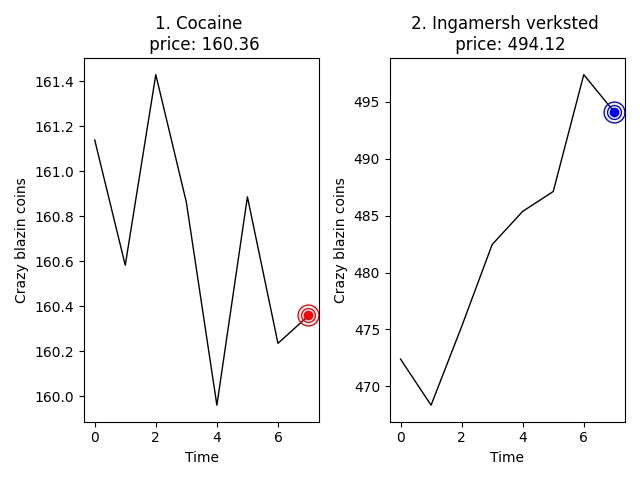 1. Cocaine
price: 160.36
161.4
161.2
161.0
160.8
160.6
160.4
160.2
160.0
Crazy blazin coins
0
2
4
6
Time
2. Ingamersh verksted
price: 494.12
495
490
485
480
475
470
Crazy blazin coins
0
2
4
6
Time